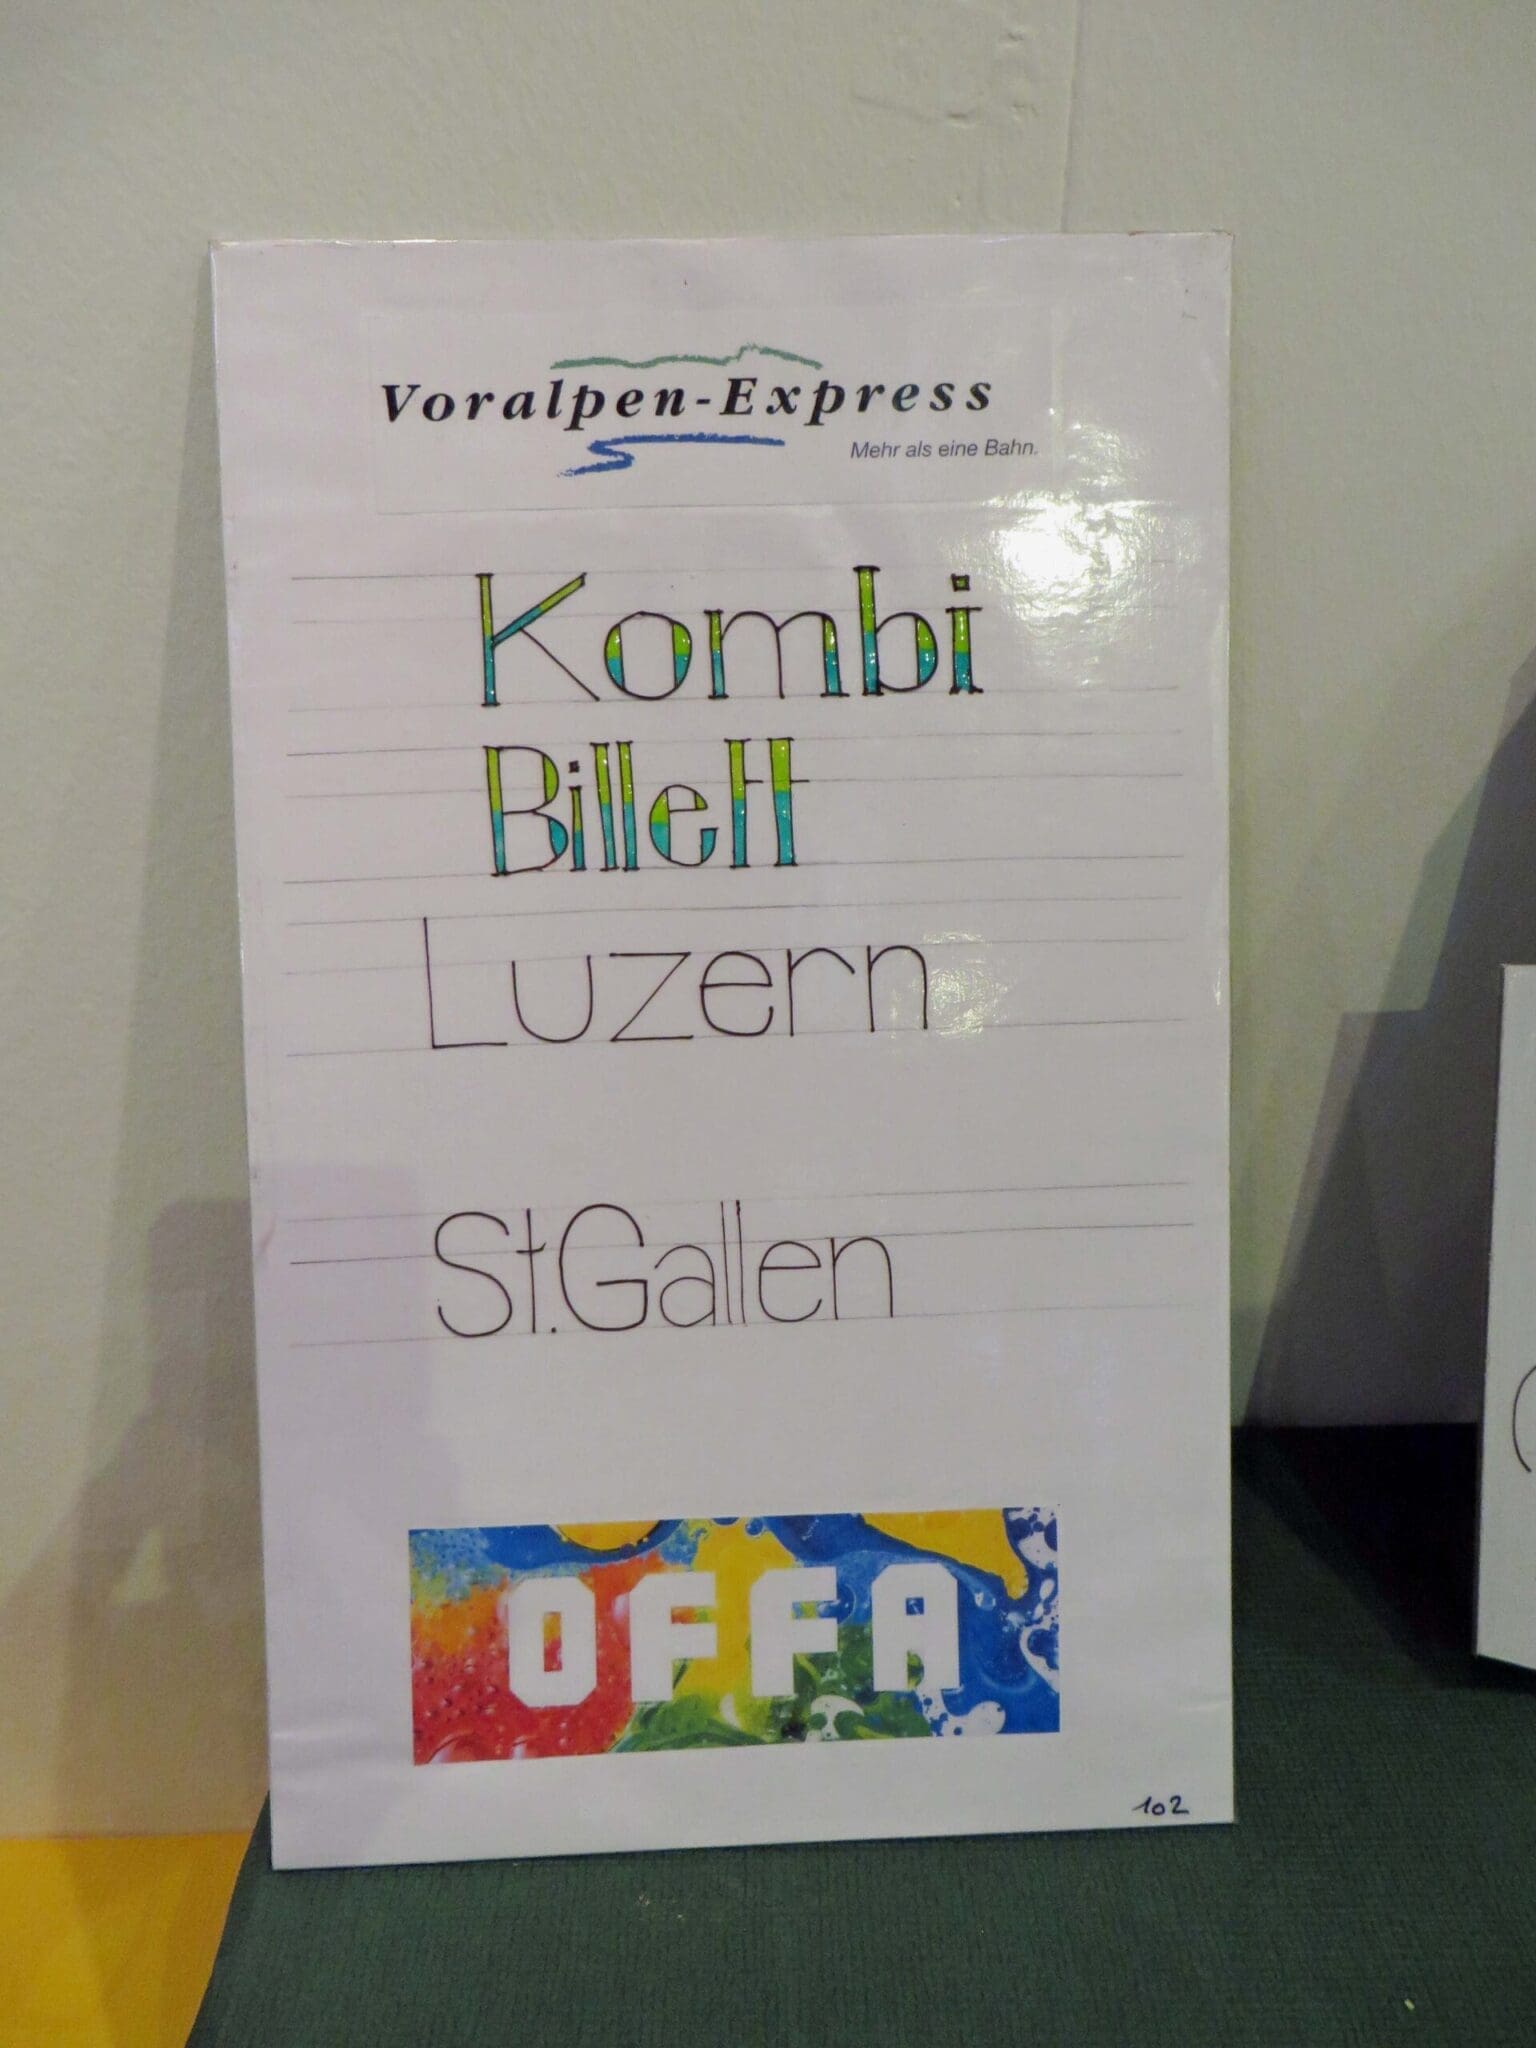 Voralpen-Express
Mehr als eine Bahn.
Kombi
Billett
Luzern
St.Gallen
OFFA
102